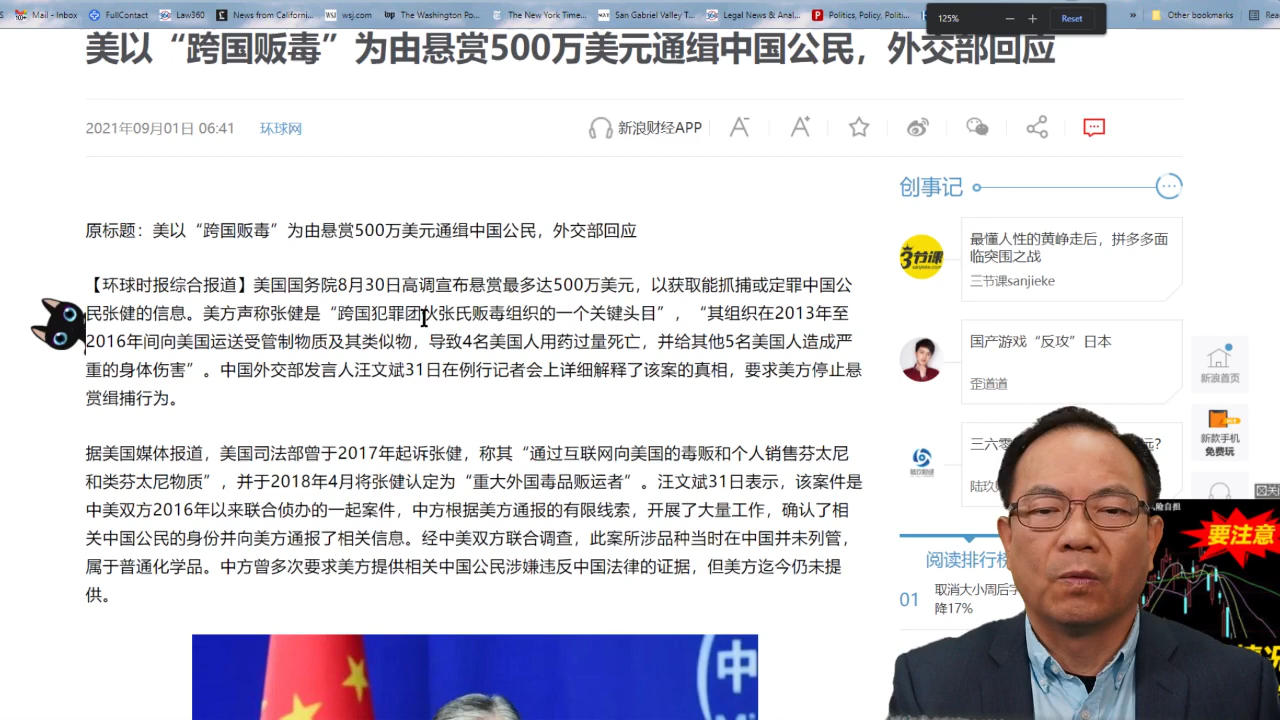 Mail - Inbox
FullContact
Law360
News from Californi...
wsj.com
The Washington Po...
The New York Time...
San Gabriel Valley T...
Legal News & Anal...
Politics, Policy, Politi...
125%
Reset
»
Other bookmarks
美以“跨国贩毒”为由悬赏500万美元通缉中国公民，外交部回应
2021年09月01日 06:41
环球网
新浪财经APP
原标题：美以“跨国贩毒”为由悬赏500万美元通缉中国公民，外交部回应
【环球时报综合报道】美国国务院8月30日高调宣布悬赏最多达500万美元，以获取能抓捕或定罪中国公
民张健的信息。美方声称张健是“跨国犯罪团伙张氏贩毒组织的一个关键头目”，“其组织在2013年至
2016年间向美国运送受管制物质及其类似物，导致4名美国人用药过量死亡，并给其他5名美国人造成严
重的身体伤害”。中国外交部发言人汪文斌31日在例行记者会上详细解释了该案的真相，要求美方停止悬
赏缉捕行为。
据美国媒体报道，美国司法部曾于2017年起诉张健，称其“通过互联网向美国的毒贩和个人销售芬太尼
和类芬太尼物质”，并于2018年4月将张健认定为“重大外国毒品贩运者”。汪文斌31日表示，该案件是
中美双方2016年以来联合侦办的一起案件，中方根据美方通报的有限线索，开展了大量工作，确认了相
关中国公民的身份并向美方通报了相关信息。经中美双方联合调查，此案所涉品种当时在中国并未列管，
属于普通化学品。中方曾多次要求美方提供相关中国公民涉嫌违反中国法律的证据，但美方迄今仍未提
供。
中
创事记
3节课
sanjieke.com
最懂人性的黄峥走后，拼多多面
临突围之战
三节课sanjieke
国产游戏“反攻”日本
歪道道
三六零
陆玖
阅读排行榜
01
取消大小周后字
降17%
新浪首页
新款手机
免费玩
险自担
要注意